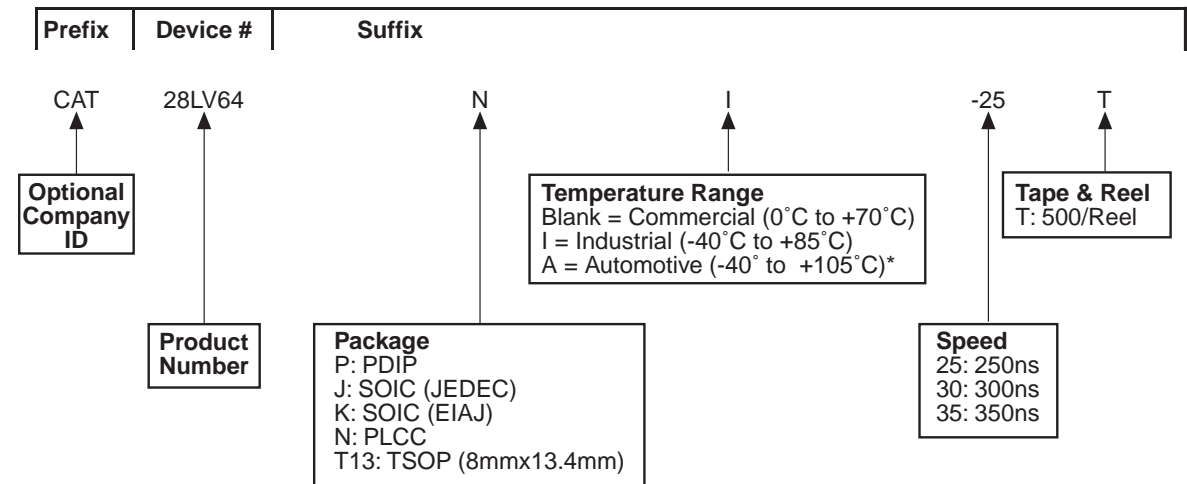 Prefix Device # Suffix
CAT 28LV64 N I -25 T
Optional
Company
ID
Temperature Range
Blank = Commercial (0˚C to +70˚C)
I = Industrial (-40˚C to +85˚C)
A = Automotive (-40˚ to +105˚C)*
Tape & Reel
T: 500/Reel
Product
Number
Package
P: PDIP
J: SOIC (JEDEC)
K: SOIC (EIAJ)
N: PLCC
T13: TSOP (8mmx13.4mm)
Speed
25: 250ns
30: 300ns
35: 350ns